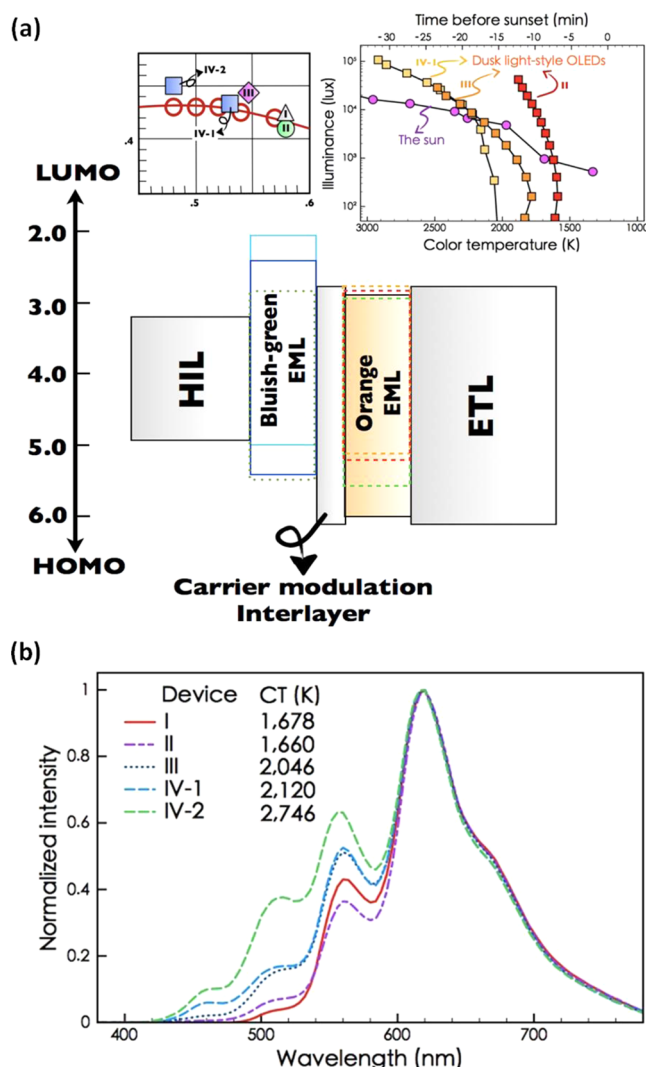 (a)
IV-2
III
I
II
IV-1
.4
.5
.6
Time before sunset (min)
-30
-25
-20
-15
-10
-5
0
IV-1
Dusk light-style OLEDs
III
II
The sun
Illuminance (lux)
10⁵
10⁴
10³
10²
3000
2500
2000
1500
1000
Color temperature (K)
LUMO
2.0
3.0
4.0
5.0
6.0
HOMO
HIL
Bluish-green
EML
Orange
EML
ETL
Carrier modulation
Interlayer
(b)
Device CT (K)
I 1,678
II 1,660
III 2,046
IV-1 2,120
IV-2 2,746
Normalized intensity
1
0.8
0.6
0.4
0.2
0
400
500
600
700
Wavelength (nm)